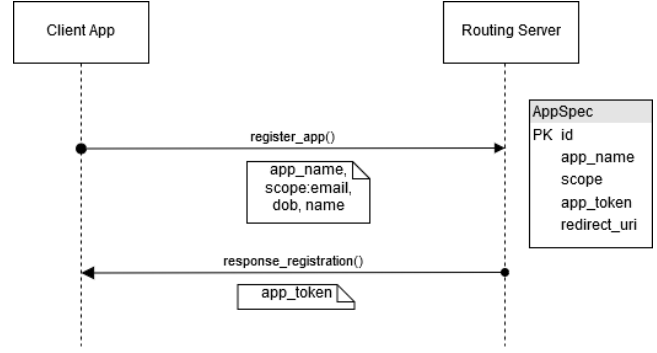 Client App
Routing Server
register_app()
app_name,
scope:email,
dob, name
AppSpec
PK id
app_name
scope
app_token
redirect_uri
response_registration()
app_token